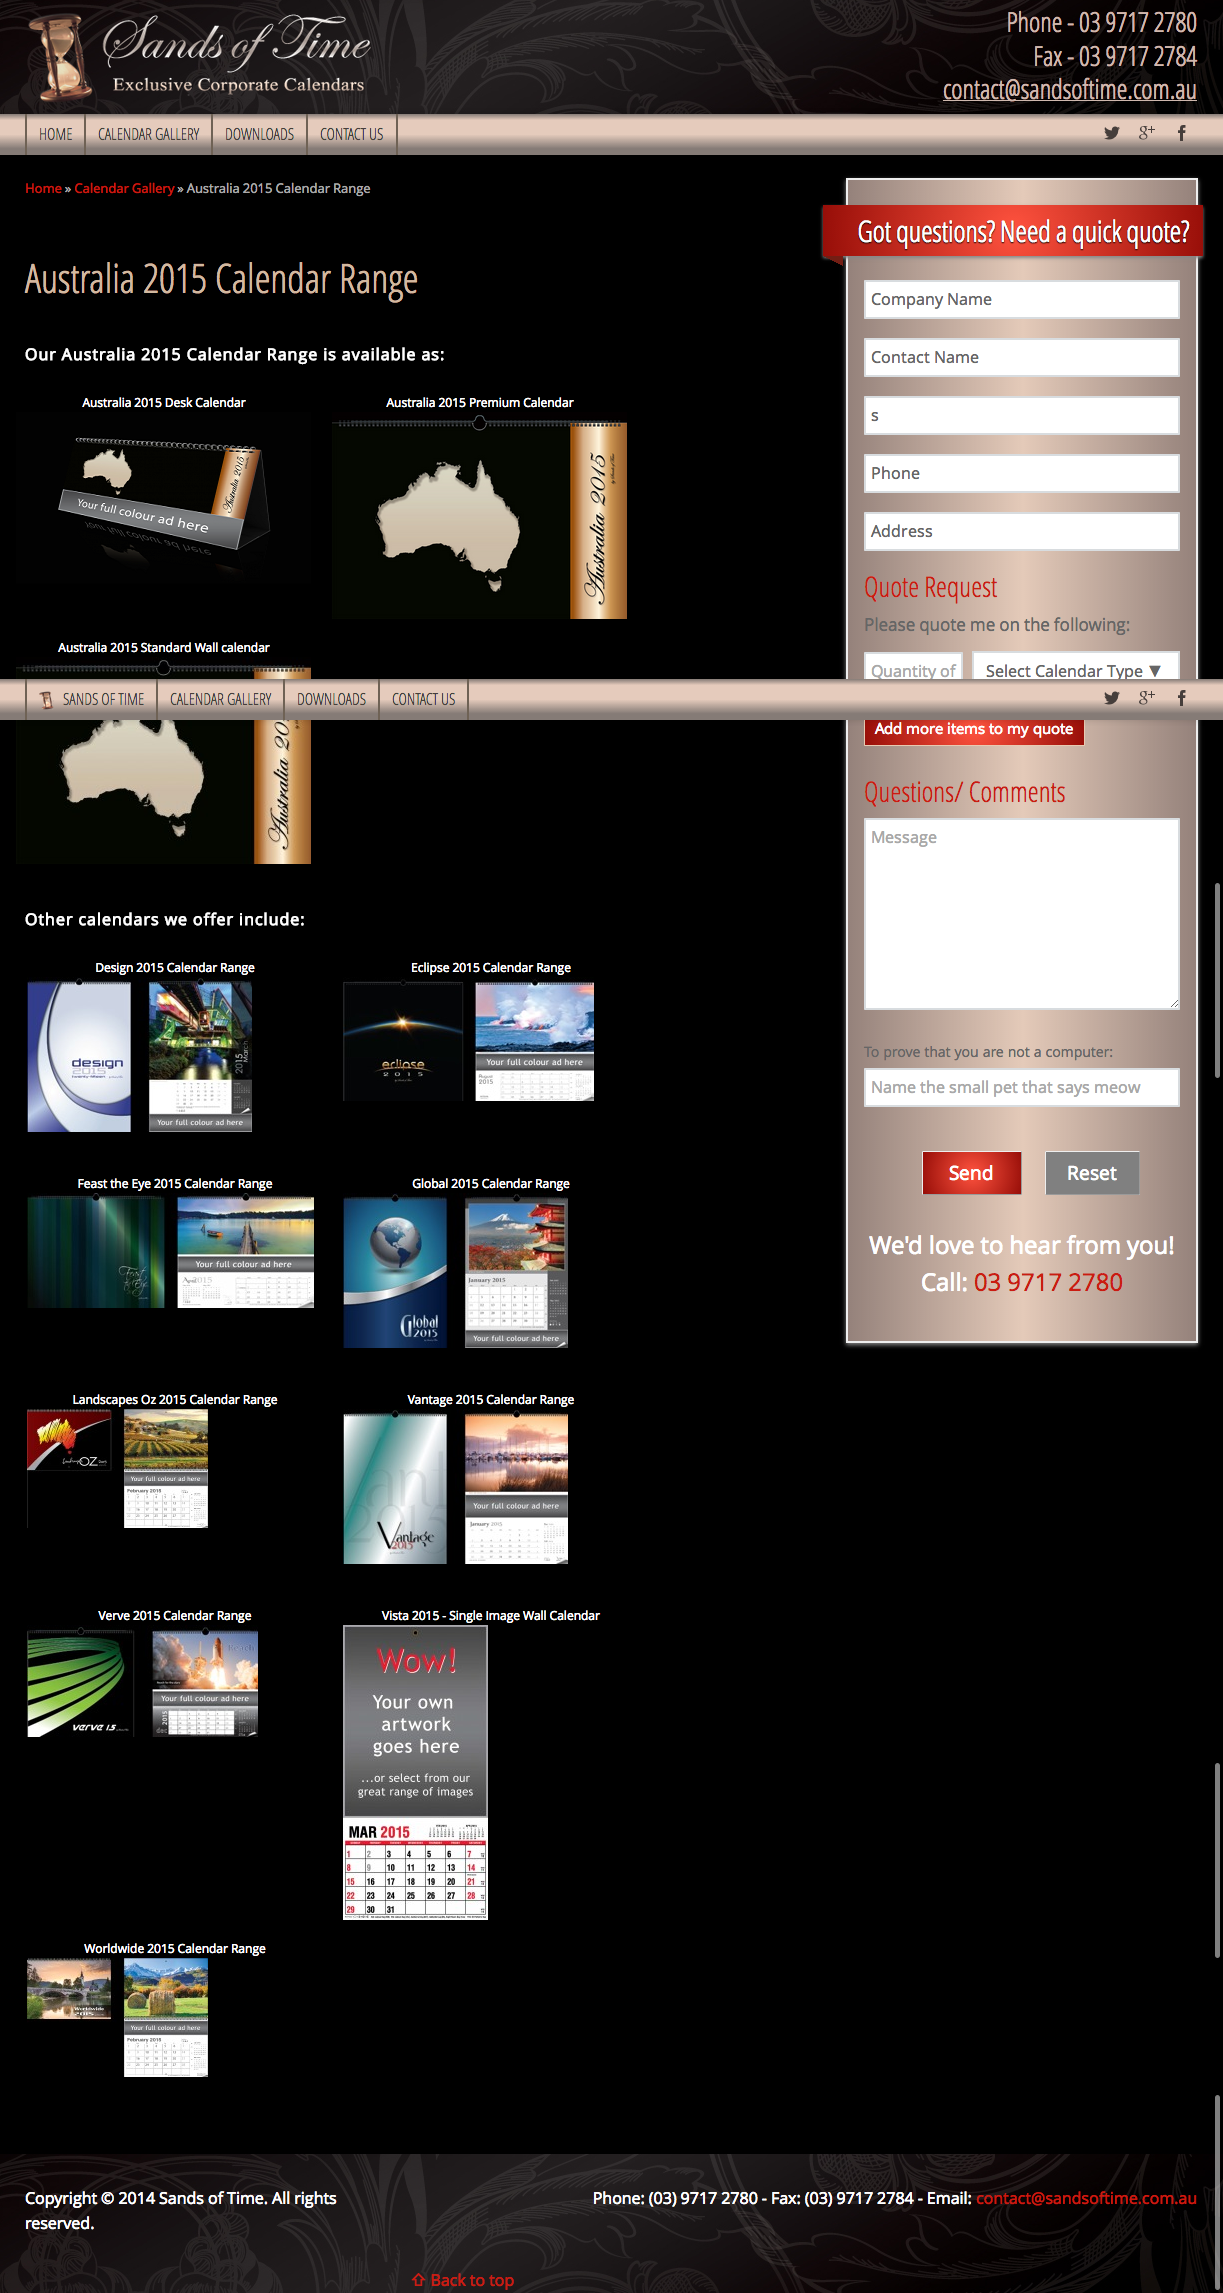 Sands of Time
Exclusive Corporate Calendars
Phone - 03 9717 2780
Fax - 03 9717 2784
contact@sandsoftime.com.au
HOME
CALENDAR GALLERY
DOWNLOADS
CONTACT US
Home » Calendar Gallery » Australia 2015 Calendar Range
Australia 2015 Calendar Range
Our Australia 2015 Calendar Range is available as:
Australia 2015 Desk Calendar
Australia 2015
Your full colour ad here
Australia 2015 Premium Calendar
Australia 2015
Australia 2015 Standard Wall calendar
SANDS OF TIME
CALENDAR GALLERY
DOWNLOADS
CONTACT US
Australia 20
Other calendars we offer include:
Design 2015 Calendar Range
design
2015
2015
March
Your full colour ad here
Eclipse 2015 Calendar Range
eclipse
2015
Your full colour ad here
August
2015
Feast the Eye 2015 Calendar Range
Your full colour ad here
April 2015
Global 2015 Calendar Range
Global
2015
January 2015
Your full colour ad here
Landscapes Oz 2015 Calendar Range
OZ
Your full colour ad here
February 2015
Vantage 2015 Calendar Range
Vantage
2015
Your full colour ad here
January 2015
Verve 2015 Calendar Range
verve 15
Your full colour ad here
2015
dec
Vista 2015 - Single Image Wall Calendar
Wow!
Your own
artwork
goes here
...or select from our
great range of images
MAR 2015
1 2 3 4 5 6 7
8 9 10 11 12 13 14
15 16 17 18 19 20 21
22 23 24 25 26 27 28
29 30 31
Worldwide 2015 Calendar Range
Worldwide
2015
Your full colour ad here
February 2015
Got questions? Need a quick quote?
Company Name
Contact Name
s
Phone
Address
Quote Request
Please quote me on the following:
Quantity of
Select Calendar Type ▼
Add more items to my quote
Questions/ Comments
Message
To prove that you are not a computer:
Name the small pet that says meow
Send
Reset
We'd love to hear from you!
Call: 03 9717 2780
Copyright © 2014 Sands of Time. All rights
reserved.
Phone: (03) 9717 2780 - Fax: (03) 9717 2784 - Email: contact@sandsoftime.com.au
Back to top